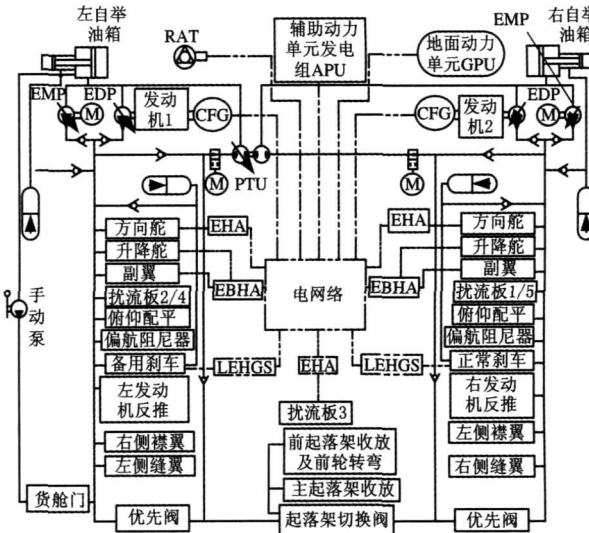 左自举
油箱
RAT
辅助动力
单元发电
组APU
地面动力
单元GPU
EMP
右自举
油箱
EMP
EDP
M
发动
机1
CFG
CFG
发动
机2
EDP
M
M
PTU
M
方向舵
升降舵
副翼
扰流板2/4
俯仰配平
偏航阻尼器
备用刹车
左发动
机反推
右侧襟翼
左侧缝翼
手
动
泵
货舱门
优先阀
EHA
EBHA
LEHGS
电网络
EHA
EHA
EBHA
LEHGS
扰流板3
前起落架收放
及前轮转弯
主起落架收放
起落架切换阀
方向舵
升降舵
副翼
扰流板1/5
俯仰配平
偏航阻尼器
正常刹车
右发动
机反推
左侧襟翼
右侧缝翼
优先阀